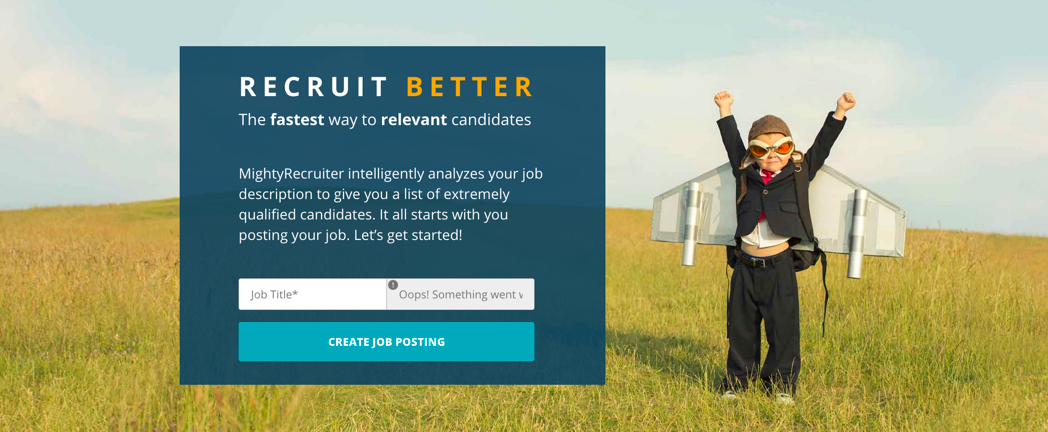 RECRUIT BETTER
The fastest way to relevant candidates
MightyRecruiter intelligently analyzes your job
description to give you a list of extremely
qualified candidates. It all starts with you
posting your job. Let's get started!
Job Title*
! Oops! Something went
CREATE JOB POSTING